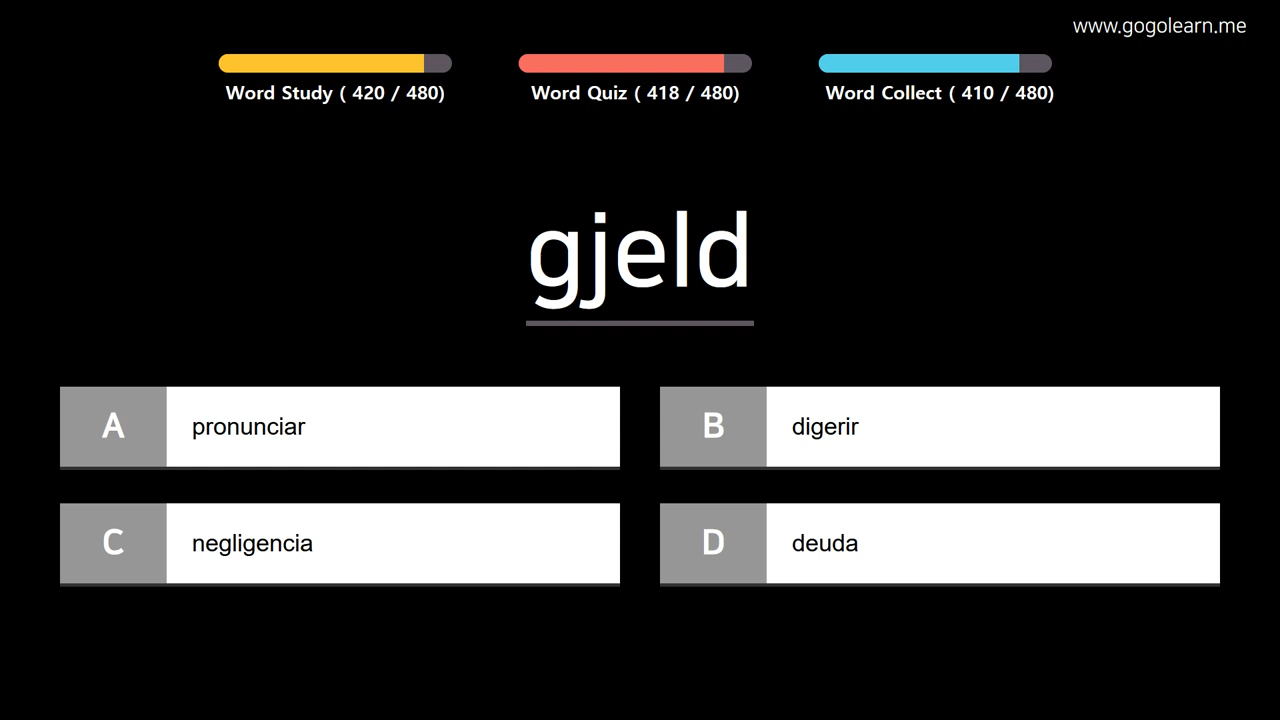 www.gogolearn.me
Word Study ( 420 / 480)
Word Quiz ( 418 / 480)
Word Collect ( 410 / 480)
gjeld
A pronunciar
B digerir
C negligencia
D deuda